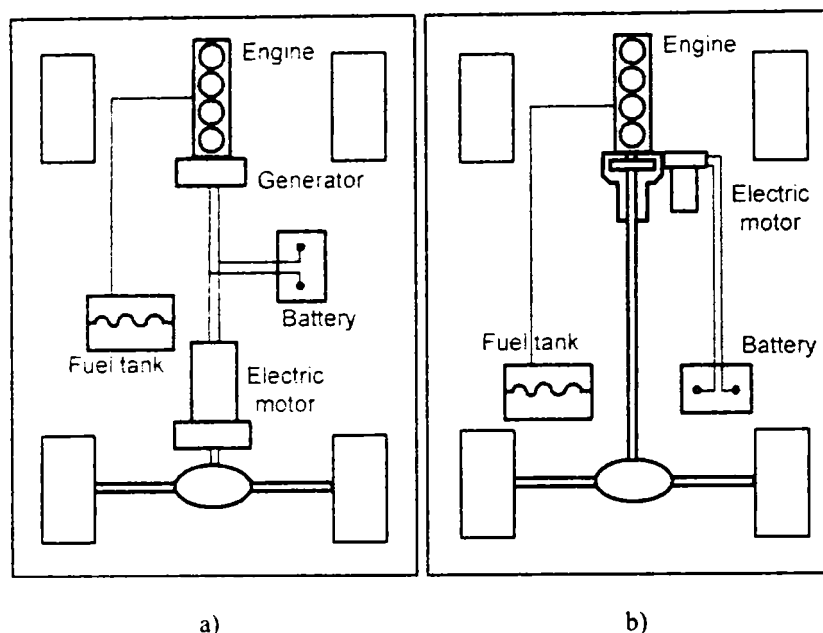 Engine
Generator
Battery
Fuel tank
Electric
motor
a)
Engine
Electric
motor
Fuel tank
Battery
b)